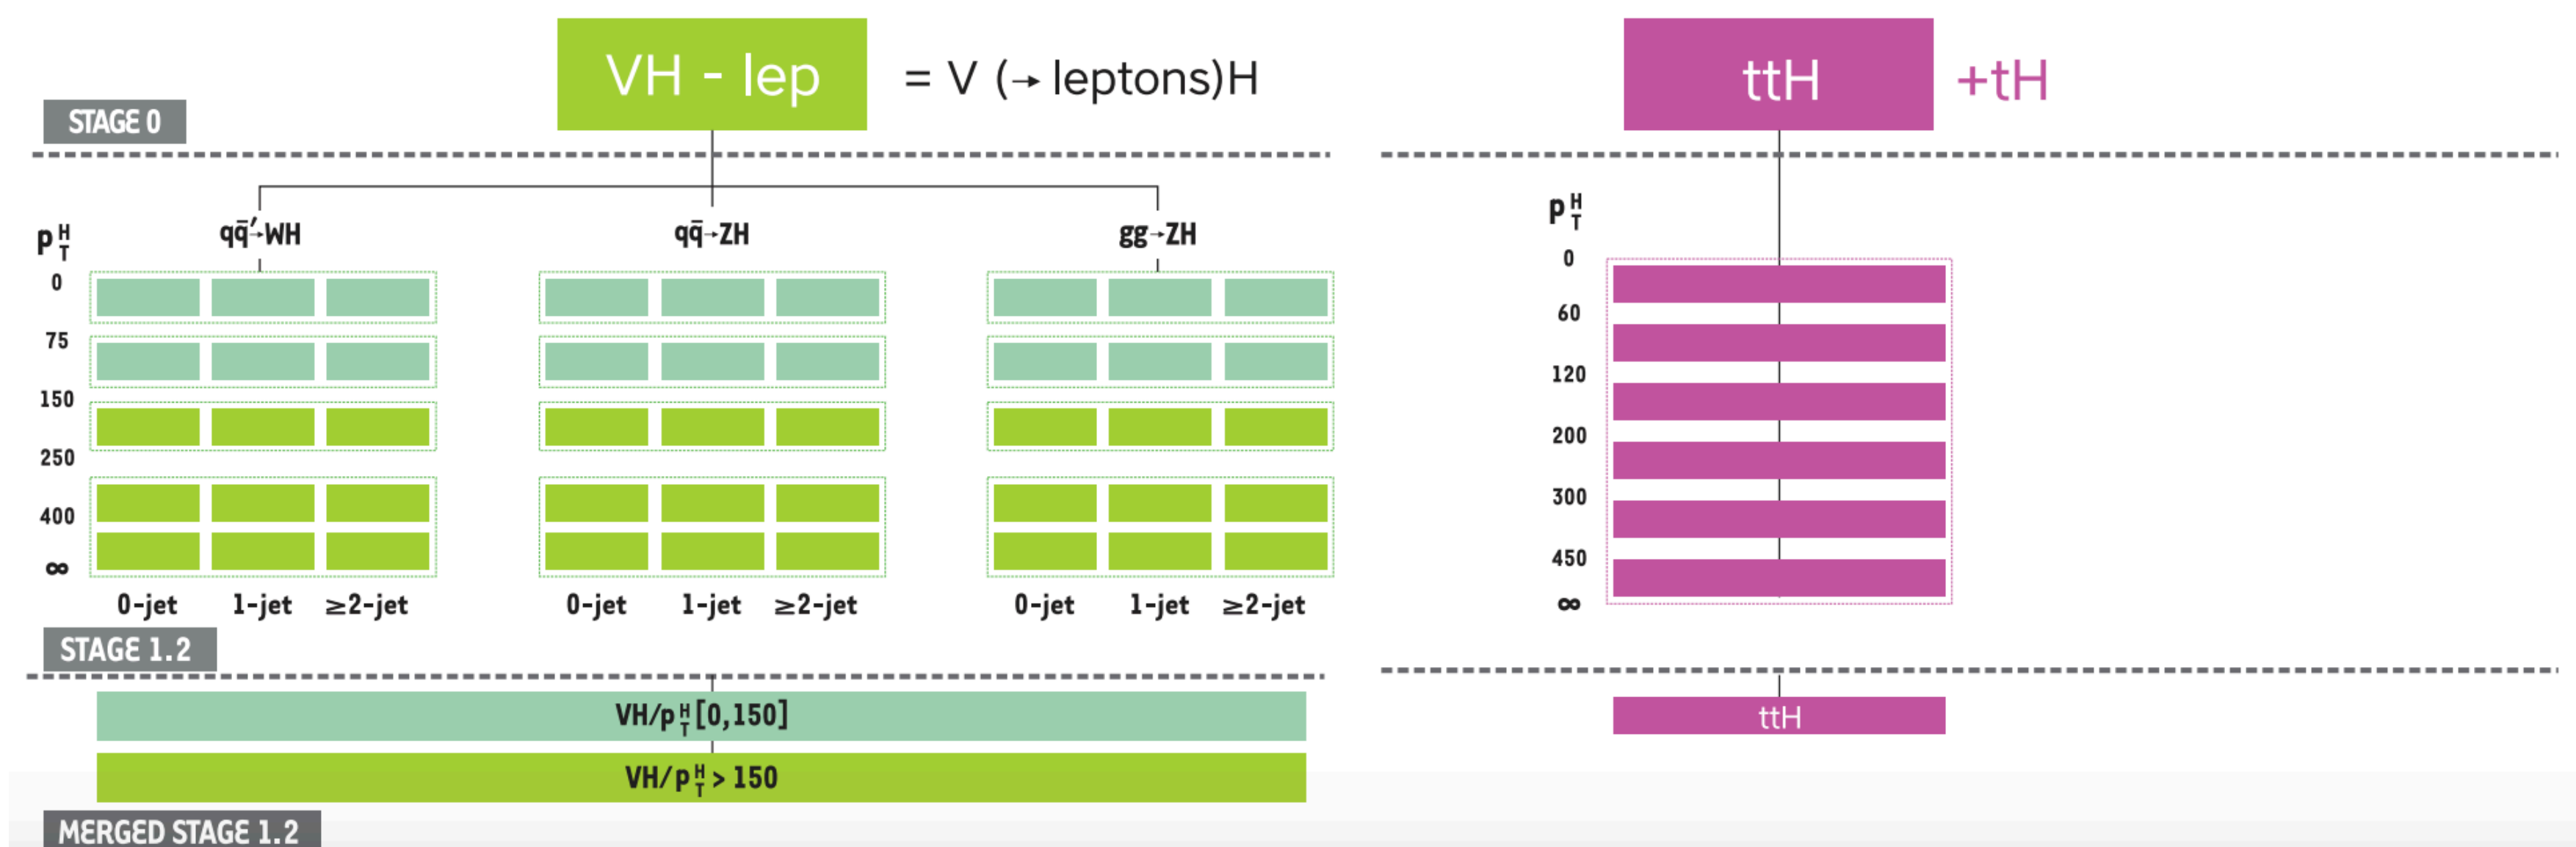 VH - lep = V (→ leptons)H
STAGE 0
p_T^H
qq̄′→WH
qq̄→ZH
gg→ZH
0
75
150
250
400
∞
0-jet 1-jet ≥2-jet
0-jet 1-jet ≥2-jet
0-jet 1-jet ≥2-jet
STAGE 1.2
VH/p_T^H [0,150]
VH/p_T^H > 150
MERGED STAGE 1.2
ttH +tH
p_T^H
0
60
120
200
300
450
∞
ttH